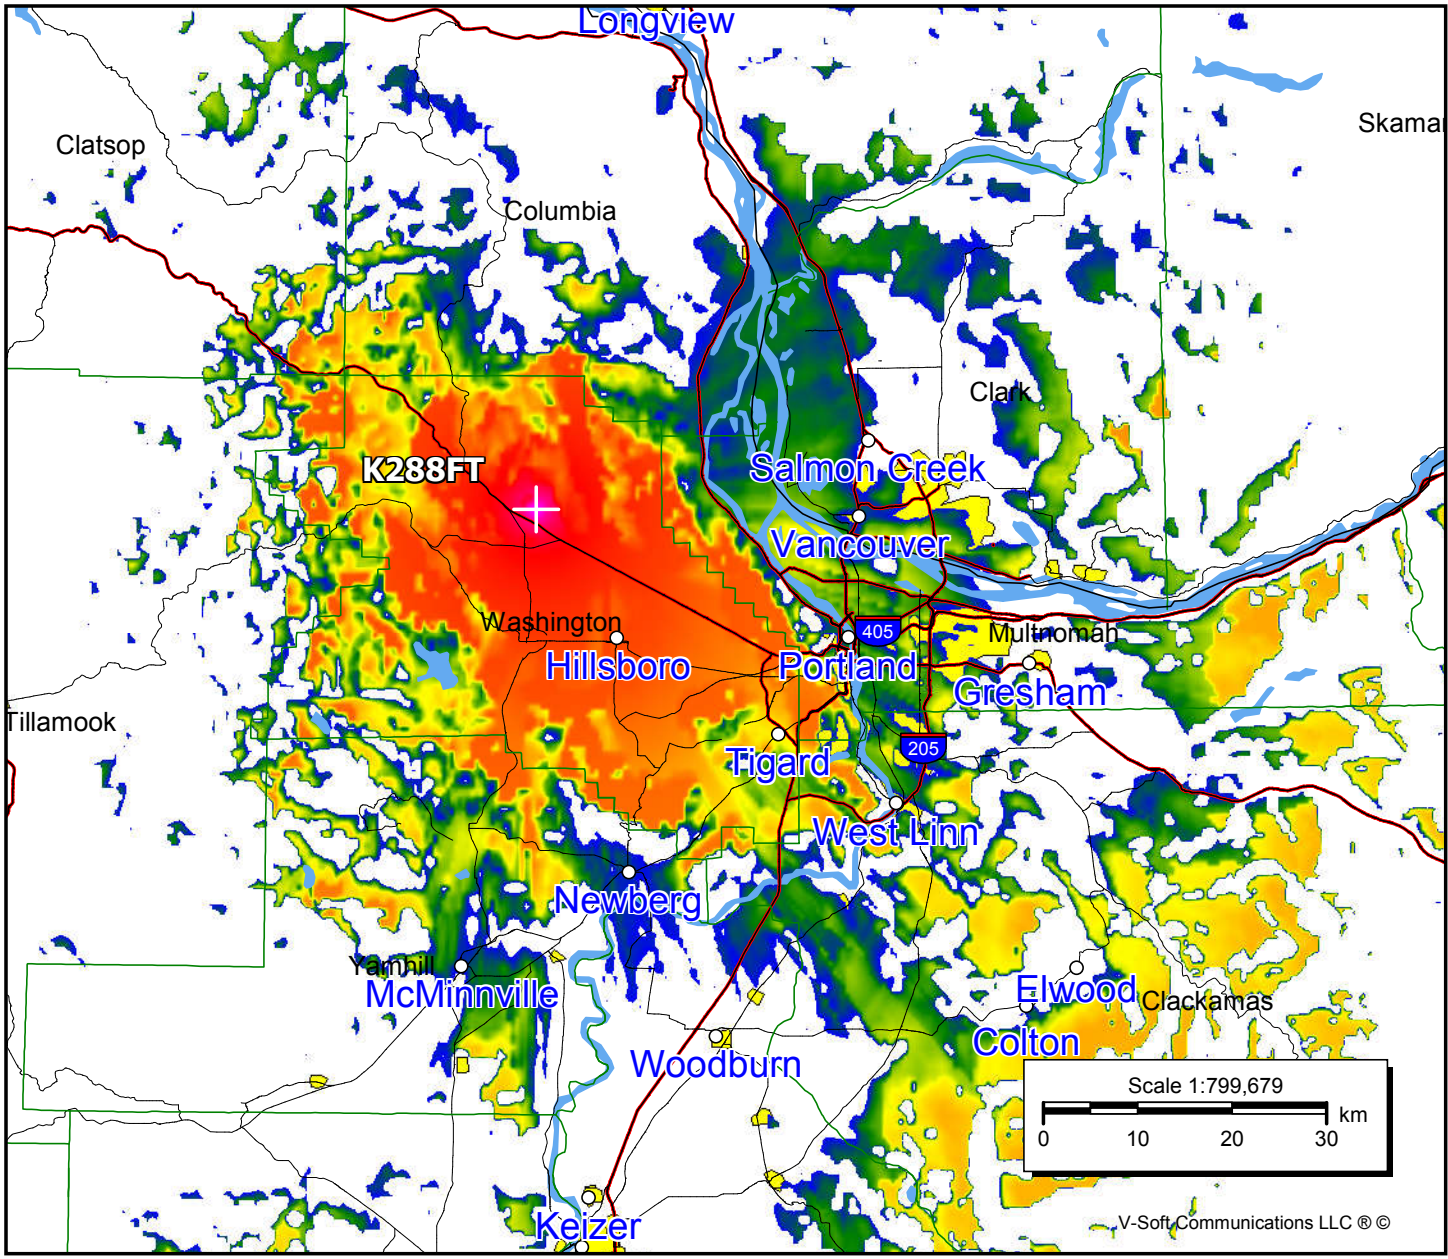 Longview
Skamar
Clatsop
Columbia
Clark
K288FT
Salmon Creek
Vancouver
Washington
405
Multnomah
Hillsboro
Portland
Gresham
Tillamook
205
Tigard
West Linn
Newberg
Yamhill
McMinnville
Elwood
Clackamas
Colton
Woodburn
Scale 1:799,679
km
0 10 20 30
Keizer
V-Soft Communications LLC ® ©